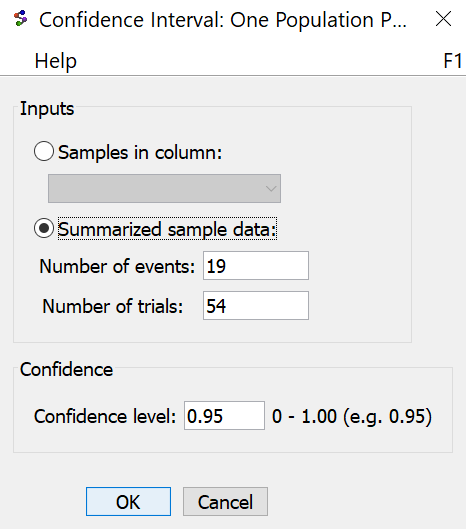 Confidence Interval: One Population P...
Help F1
Inputs
Samples in column:
Summarized sample data:
Number of events: 19
Number of trials: 54
Confidence
Confidence level: 0.95 0 - 1.00 (e.g. 0.95)
OK Cancel